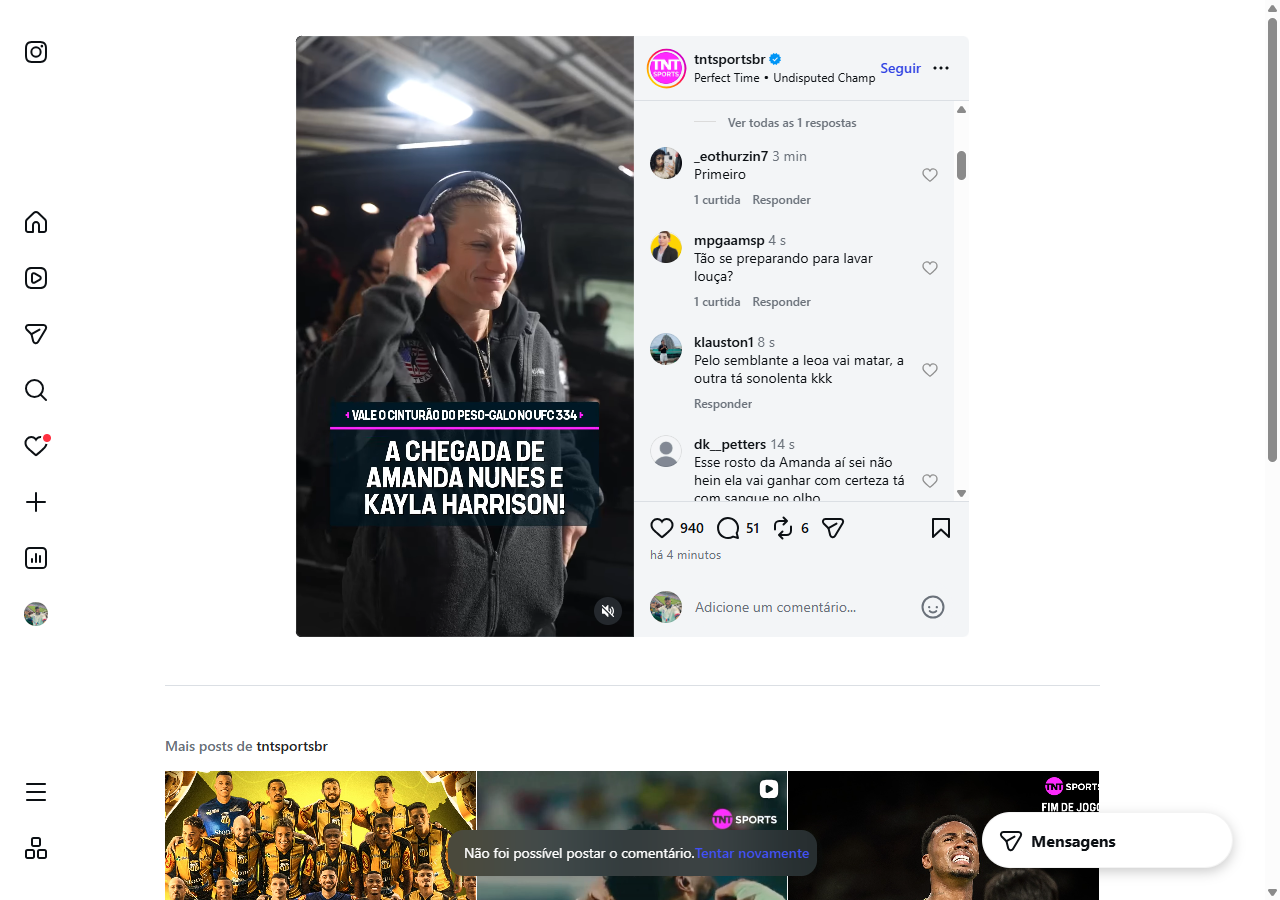 tntsportsbr
Perfect Time • Undisputed Champ
Seguir
TNT
SPORTS
Ver todas as 1 respostas
_eothurzin7 3 min
Primeiro
1 curtida Responder
mpgaamsp 4 s
Tão se preparando para lavar
louça?
1 curtida Responder
klauston1 8 s
Pelo semblante a leoa vai matar, a
outra tá sonolenta kkk
Responder
dk__petters 14 s
Esse rosto da Amanda aí sei não
hein ela vai ganhar com certeza tá
com sangue no olho
VALE O CINTURÃO DO PESO-GALO NO UFC 334
A CHEGADA DE
AMANDA NUNES E
KAYLA HARRISON!
940 51 6
há 4 minutos
Adicione um comentário...
Mais posts de tntsportsbr
TNT SPORTS
TNT SPORTS
FIM DE JOGO
Não foi possível postar o comentário.Tentar novamente
Mensagens